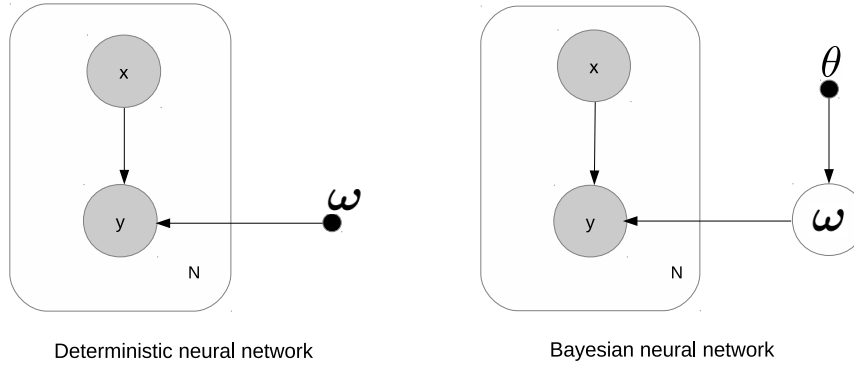 x
y
ω
N
Deterministic neural network
x
θ
y
ω
N
Bayesian neural network